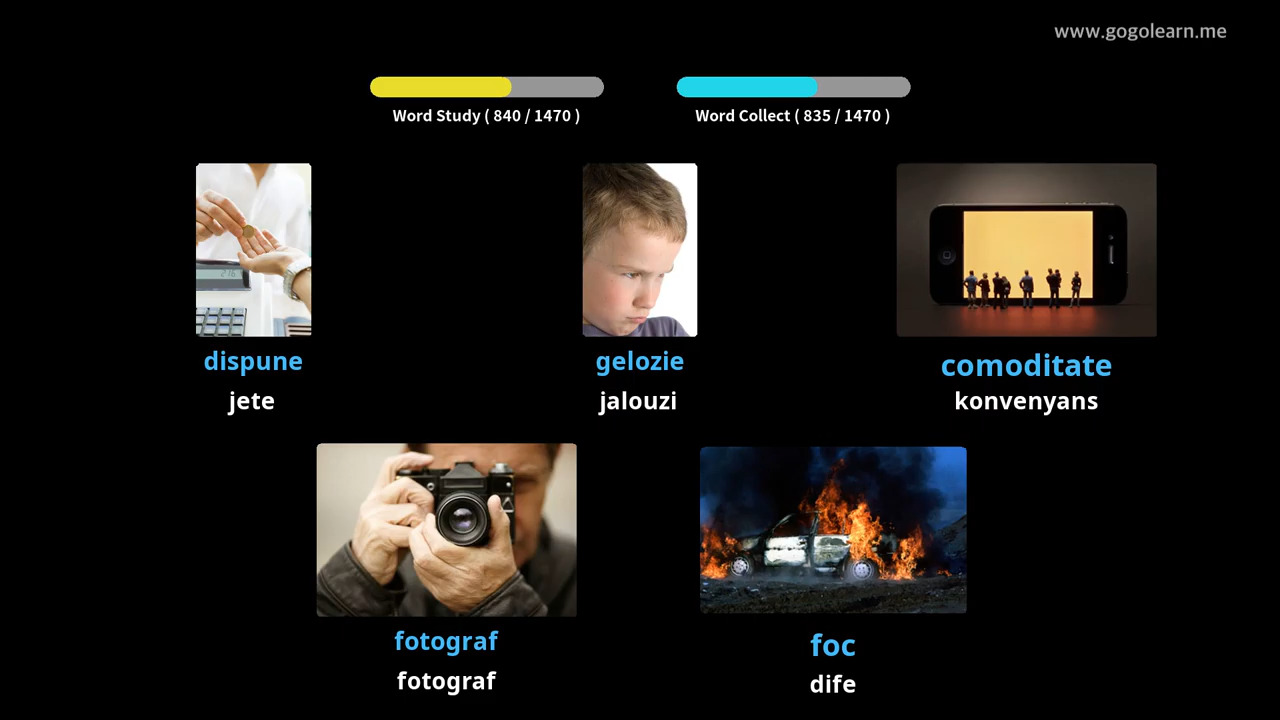 www.gogolearn.me
Word Study ( 840 / 1470 )
Word Collect ( 835 / 1470 )
dispune
jete
gelozie
jalouzi
comoditate
konvenyans
fotograf
fotograf
foc
dife